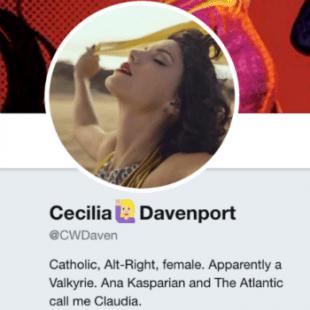 Cecilia🙋🏼Davenport
@CWDaven
Catholic, Alt-Right, female. Apparently a
Valkyrie. Ana Kasparian and The Atlantic
call me Claudia.